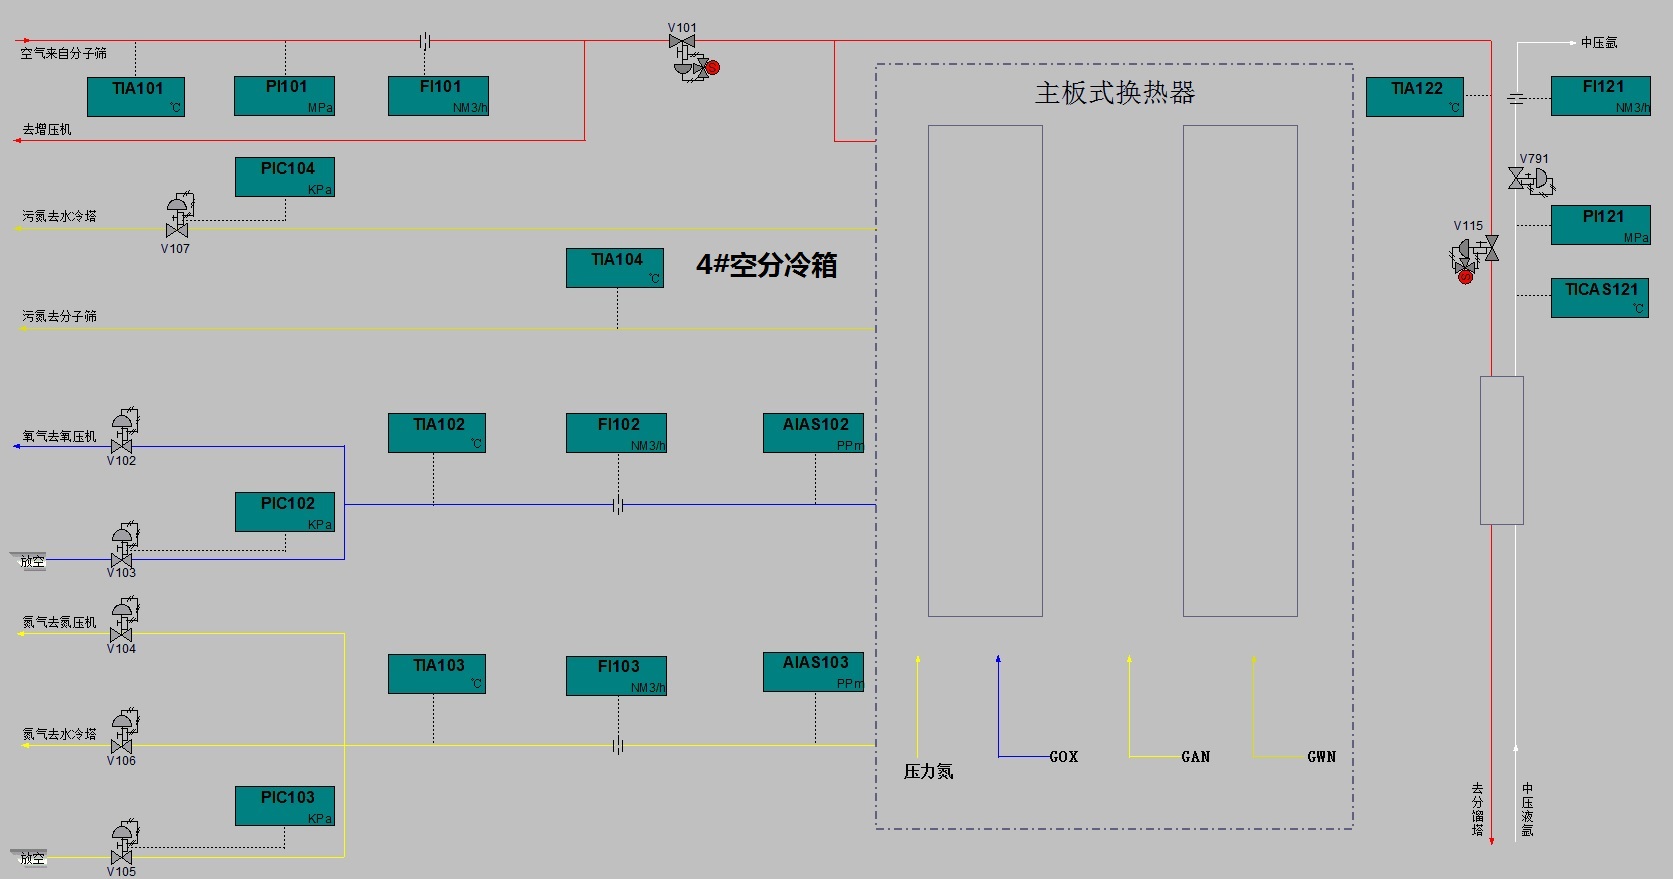 V101
空气来自分子筛
中压氩
TIA101
℃
PI101
MPa
FI101
NM3/h
主板式换热器
TIA122
℃
FI121
NM3/h
去增压机
PIC104
KPa
V791
污氮去水冷塔
V107
PI121
MPa
V115
TIA104
℃
4#空分冷箱
TICAS121
℃
污氮去分子筛
氧气去氧压机
V102
TIA102
℃
FI102
NM3/h
AIAS102
PPm
PIC102
KPa
放空
V103
氮气去氮压机
V104
TIA103
℃
FI103
NM3/h
AIAS103
PPm
氮气去水冷塔
V106
压力氮
GOX
GAN
GWN
PIC103
KPa
去分馏塔
中压液氩
放空
V105